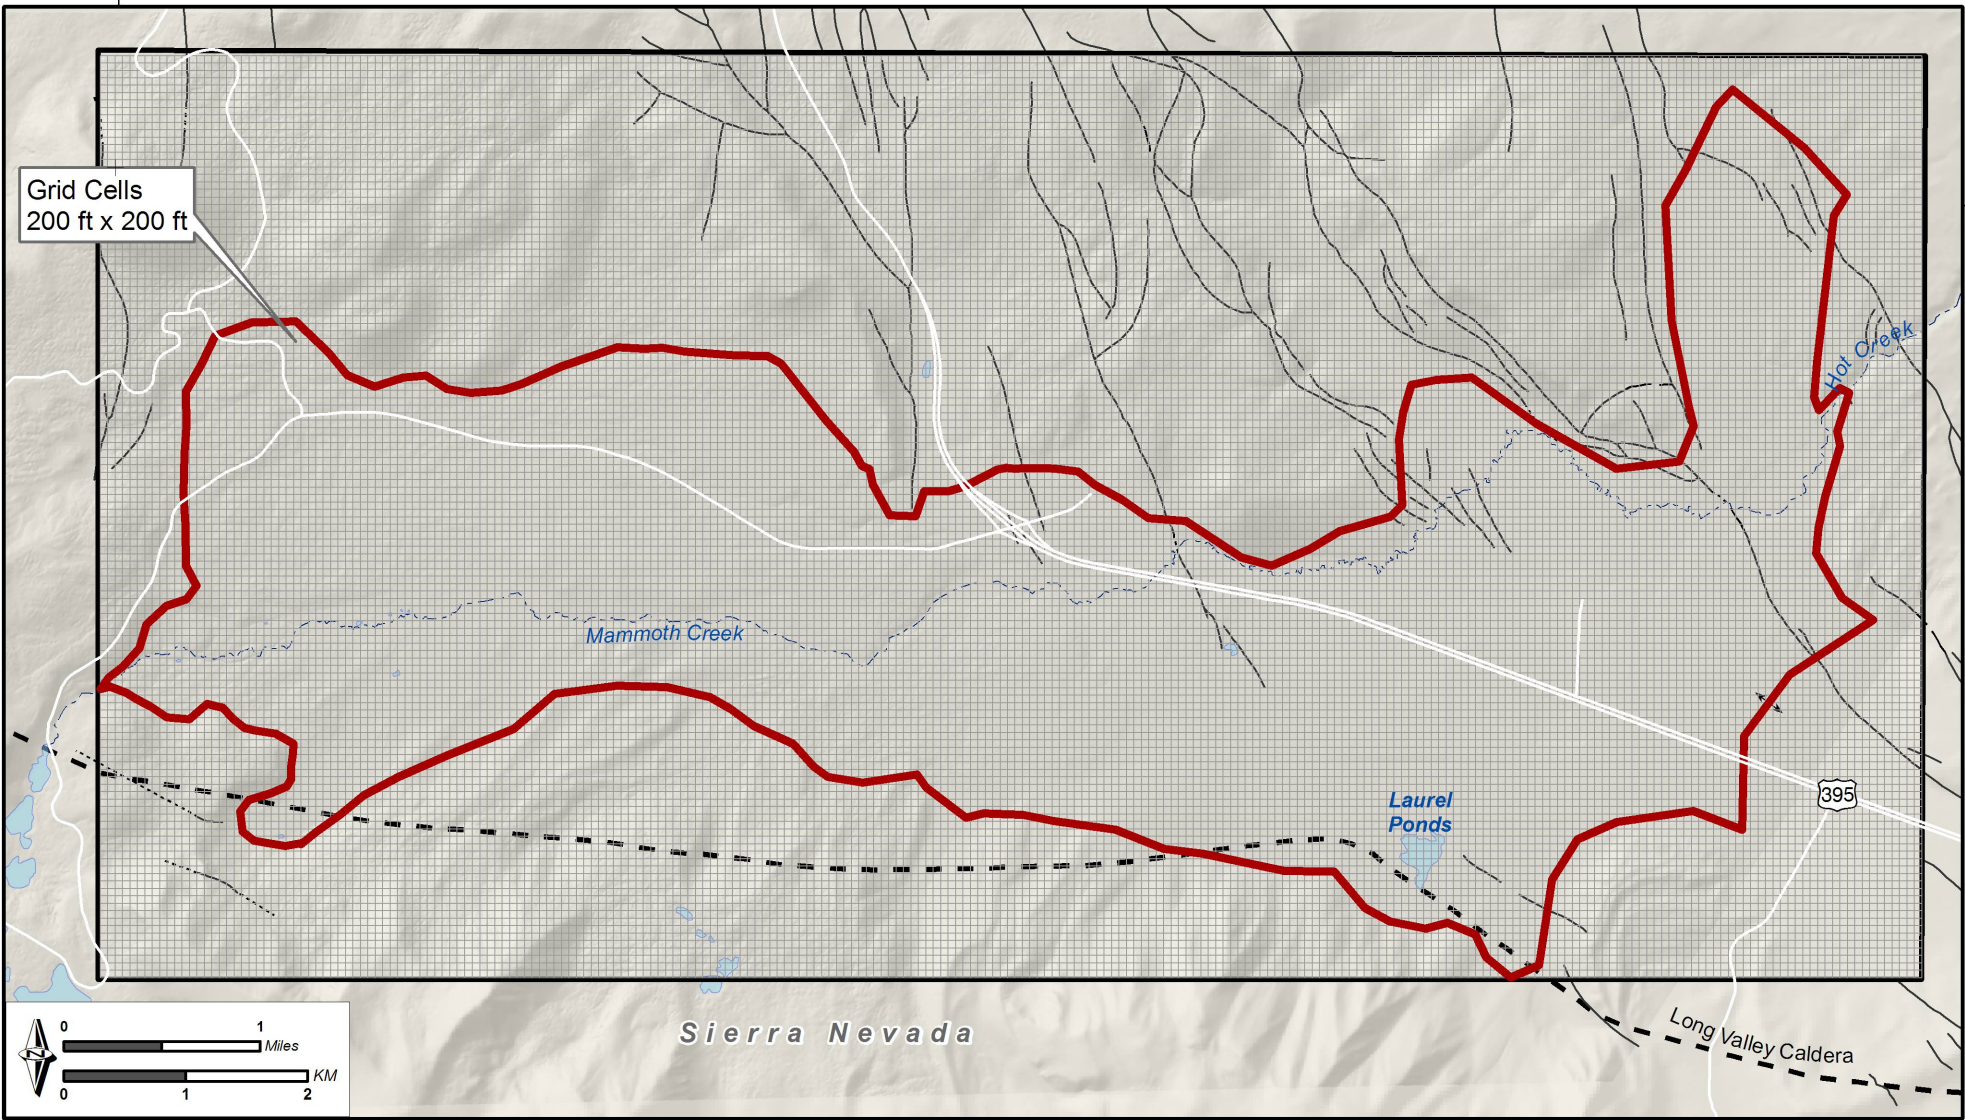 Grid Cells
200 ft x 200 ft
Hot Creek
Mammoth Creek
Laurel
Ponds
395
Sierra Nevada
Long Valley Caldera
N
0 1
Miles
KM
0 1 2